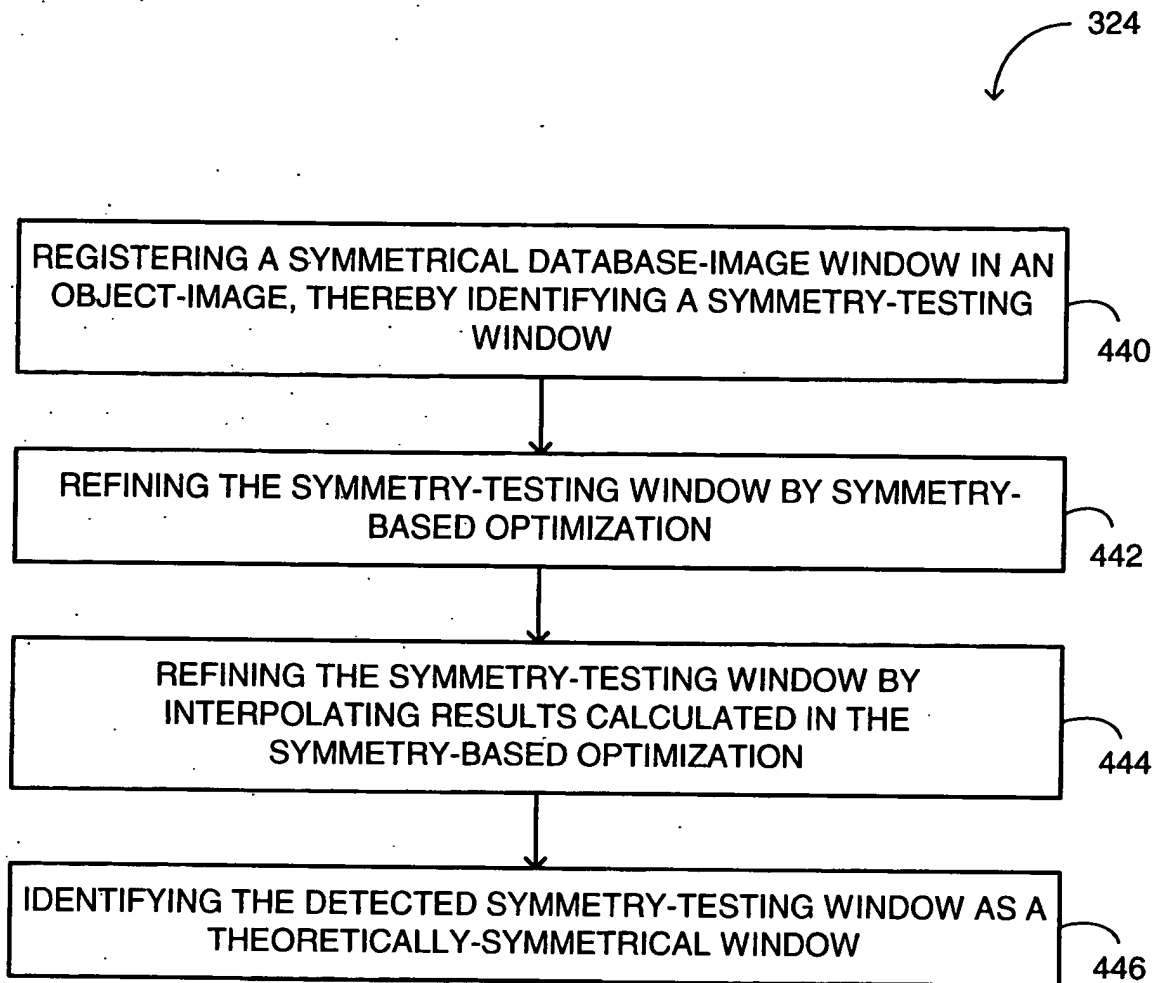 324
REGISTERING A SYMMETRICAL DATABASE-IMAGE WINDOW IN AN
OBJECT-IMAGE, THEREBY IDENTIFYING A SYMMETRY-TESTING
WINDOW
440
REFINING THE SYMMETRY-TESTING WINDOW BY SYMMETRY-
BASED OPTIMIZATION
442
REFINING THE SYMMETRY-TESTING WINDOW BY
INTERPOLATING RESULTS CALCULATED IN THE
SYMMETRY-BASED OPTIMIZATION
444
IDENTIFYING THE DETECTED SYMMETRY-TESTING WINDOW AS A
THEORETICALLY-SYMMETRICAL WINDOW
446